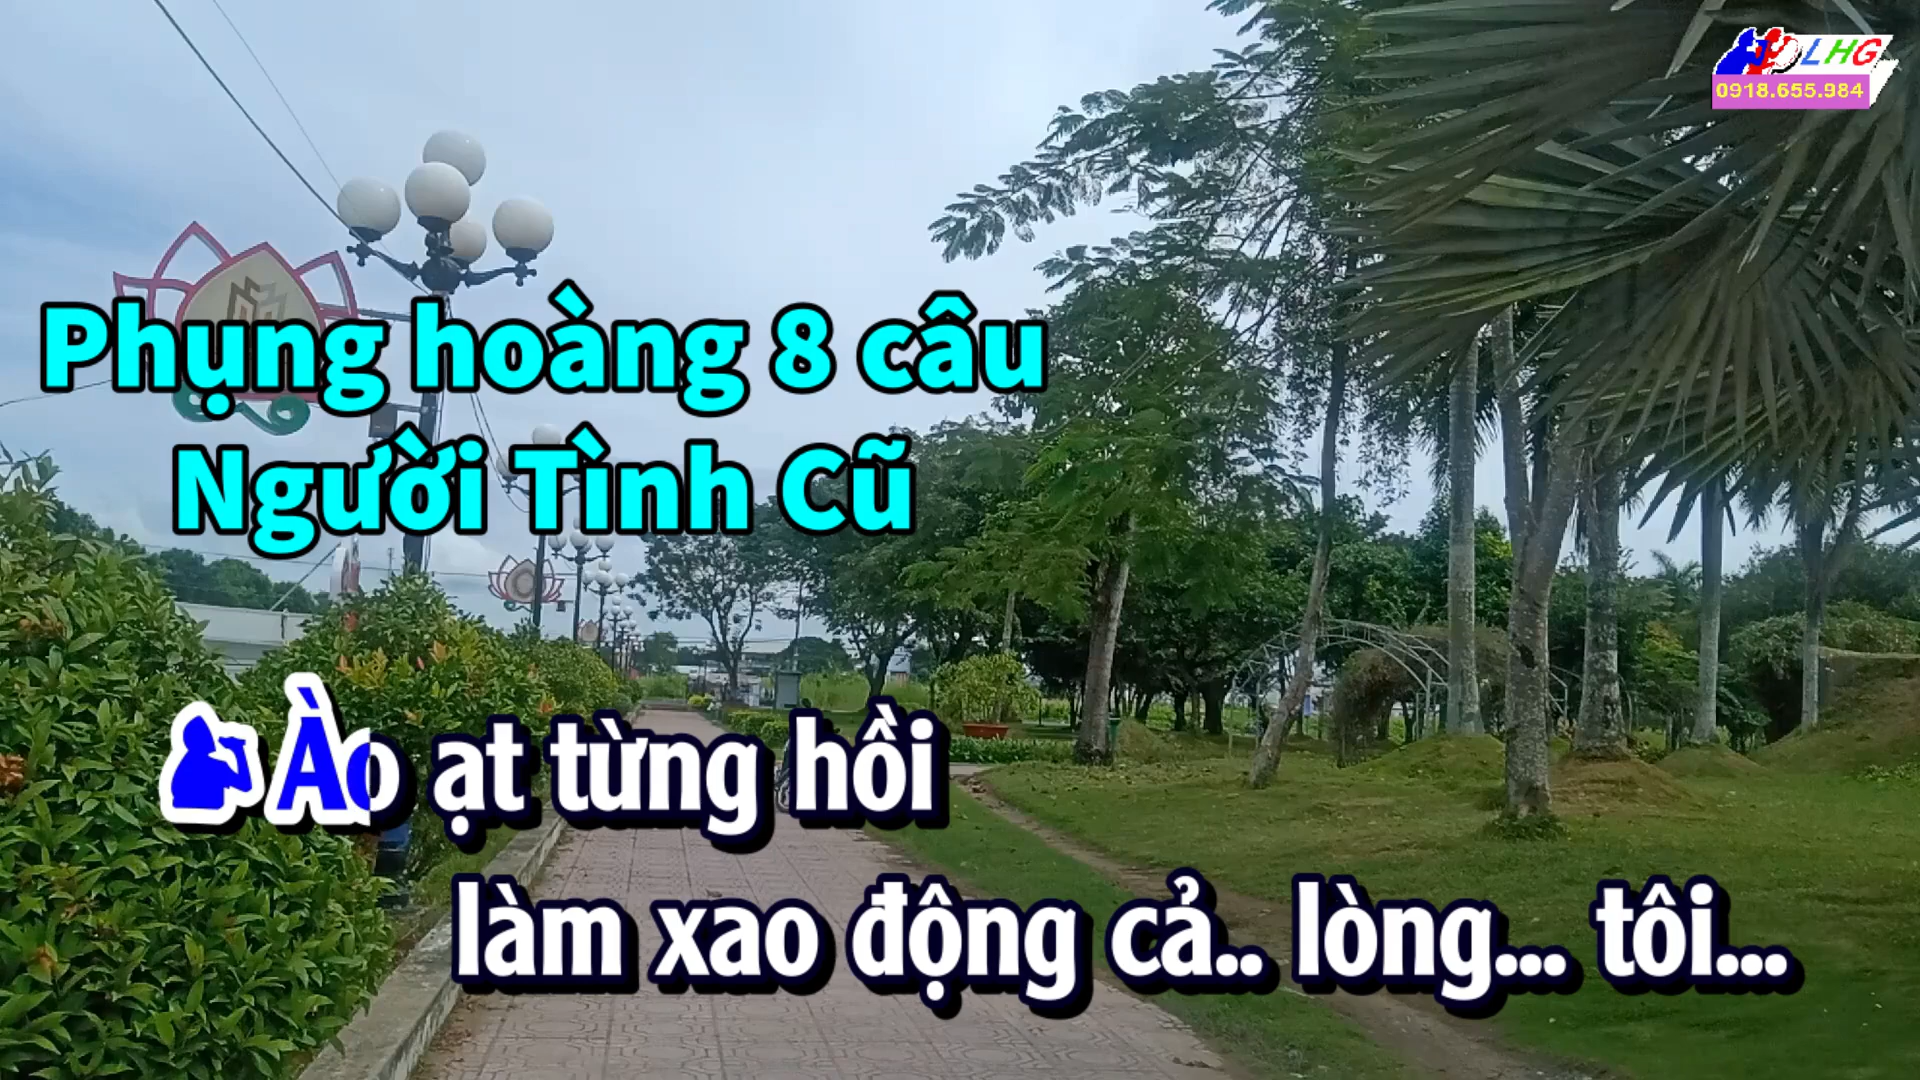 LHG
0918.655.984
Phụng hoàng 8 câu
Người Tình Cũ
Ào ạt từng hồi
làm xao động cả.. lòng... tôi...